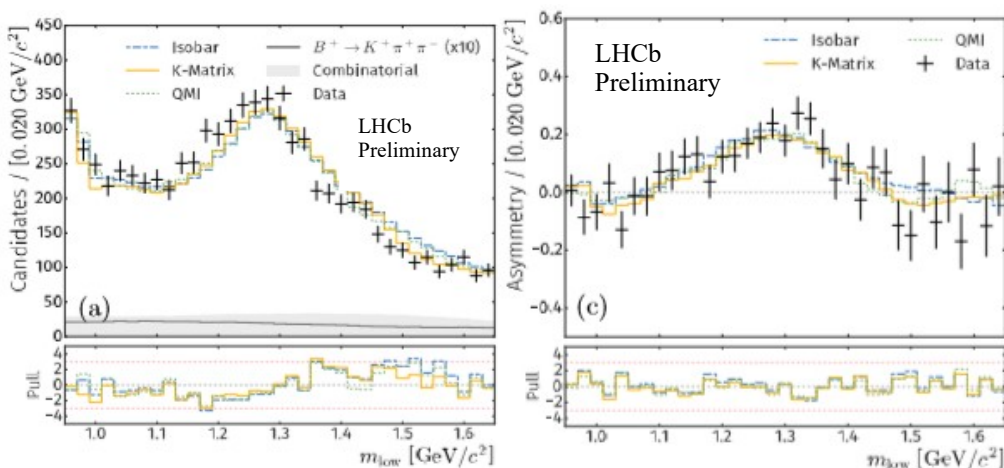 Candidates / [0.020 GeV/c²]
450
400
350
300
250
200
150
100
50
0
Isobar
K-Matrix
QMI
B⁺ → K⁺π⁺π⁻ (x10)
Combinatorial
Data
LHCb
Preliminary
(a)
Pull
4
2
0
−2
−4
1.0 1.1 1.2 1.3 1.4 1.5 1.6
m_low [GeV/c²]
Asymmetry / [0.020 GeV/c²]
0.6
0.4
0.2
0.0
−0.2
−0.4
LHCb
Preliminary
Isobar
K-Matrix
QMI
Data
(c)
Pull
4
2
0
−2
−4
1.0 1.1 1.2 1.3 1.4 1.5 1.6
m_low [GeV/c²]